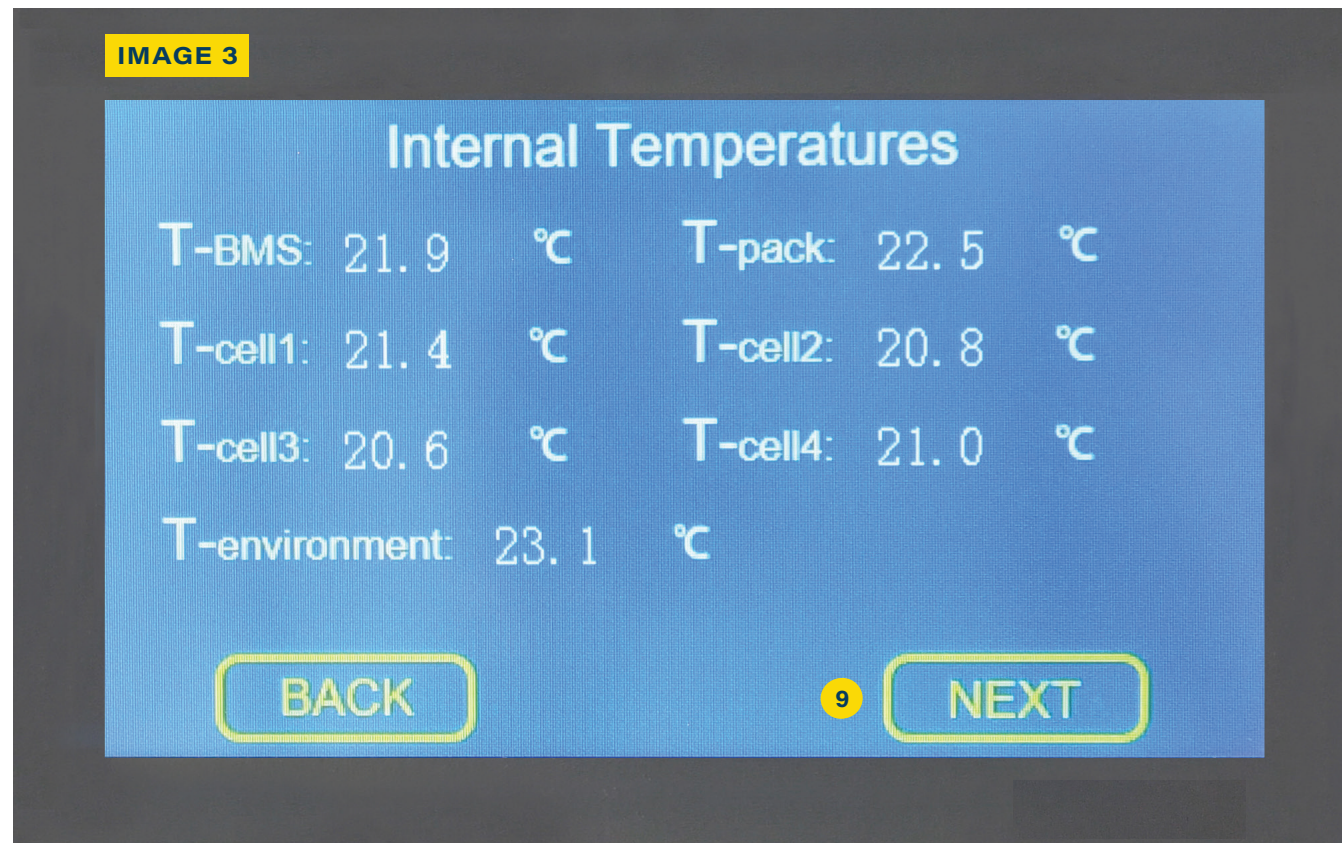 IMAGE 3
Internal Temperatures
T-BMS: 21.9 ℃ T-pack: 22.5 ℃
T-cell1: 21.4 ℃ T-cell2: 20.8 ℃
T-cell3: 20.6 ℃ T-cell4: 21.0 ℃
T-environment: 23.1 ℃
BACK 9 NEXT